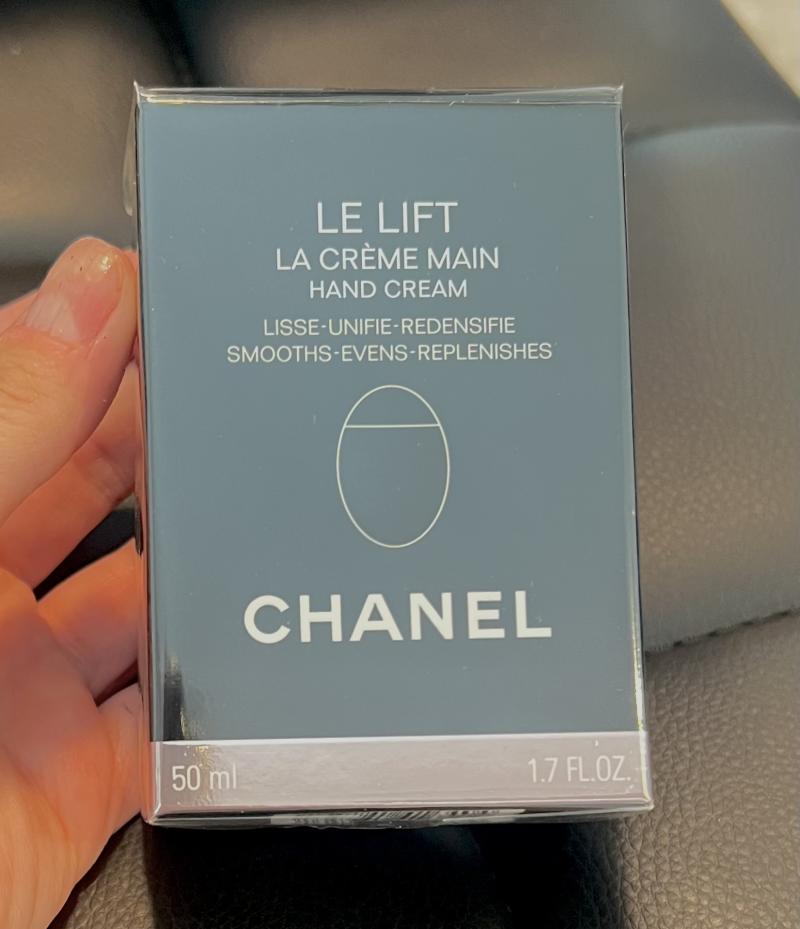 LE LIFT
LA CRÈME MAIN
HAND CREAM
LISSE-UNIFIE-REDENSIFIE
SMOOTHS-EVENS-REPLENISHES
CHANEL
50 ml 1.7 FL.OZ.